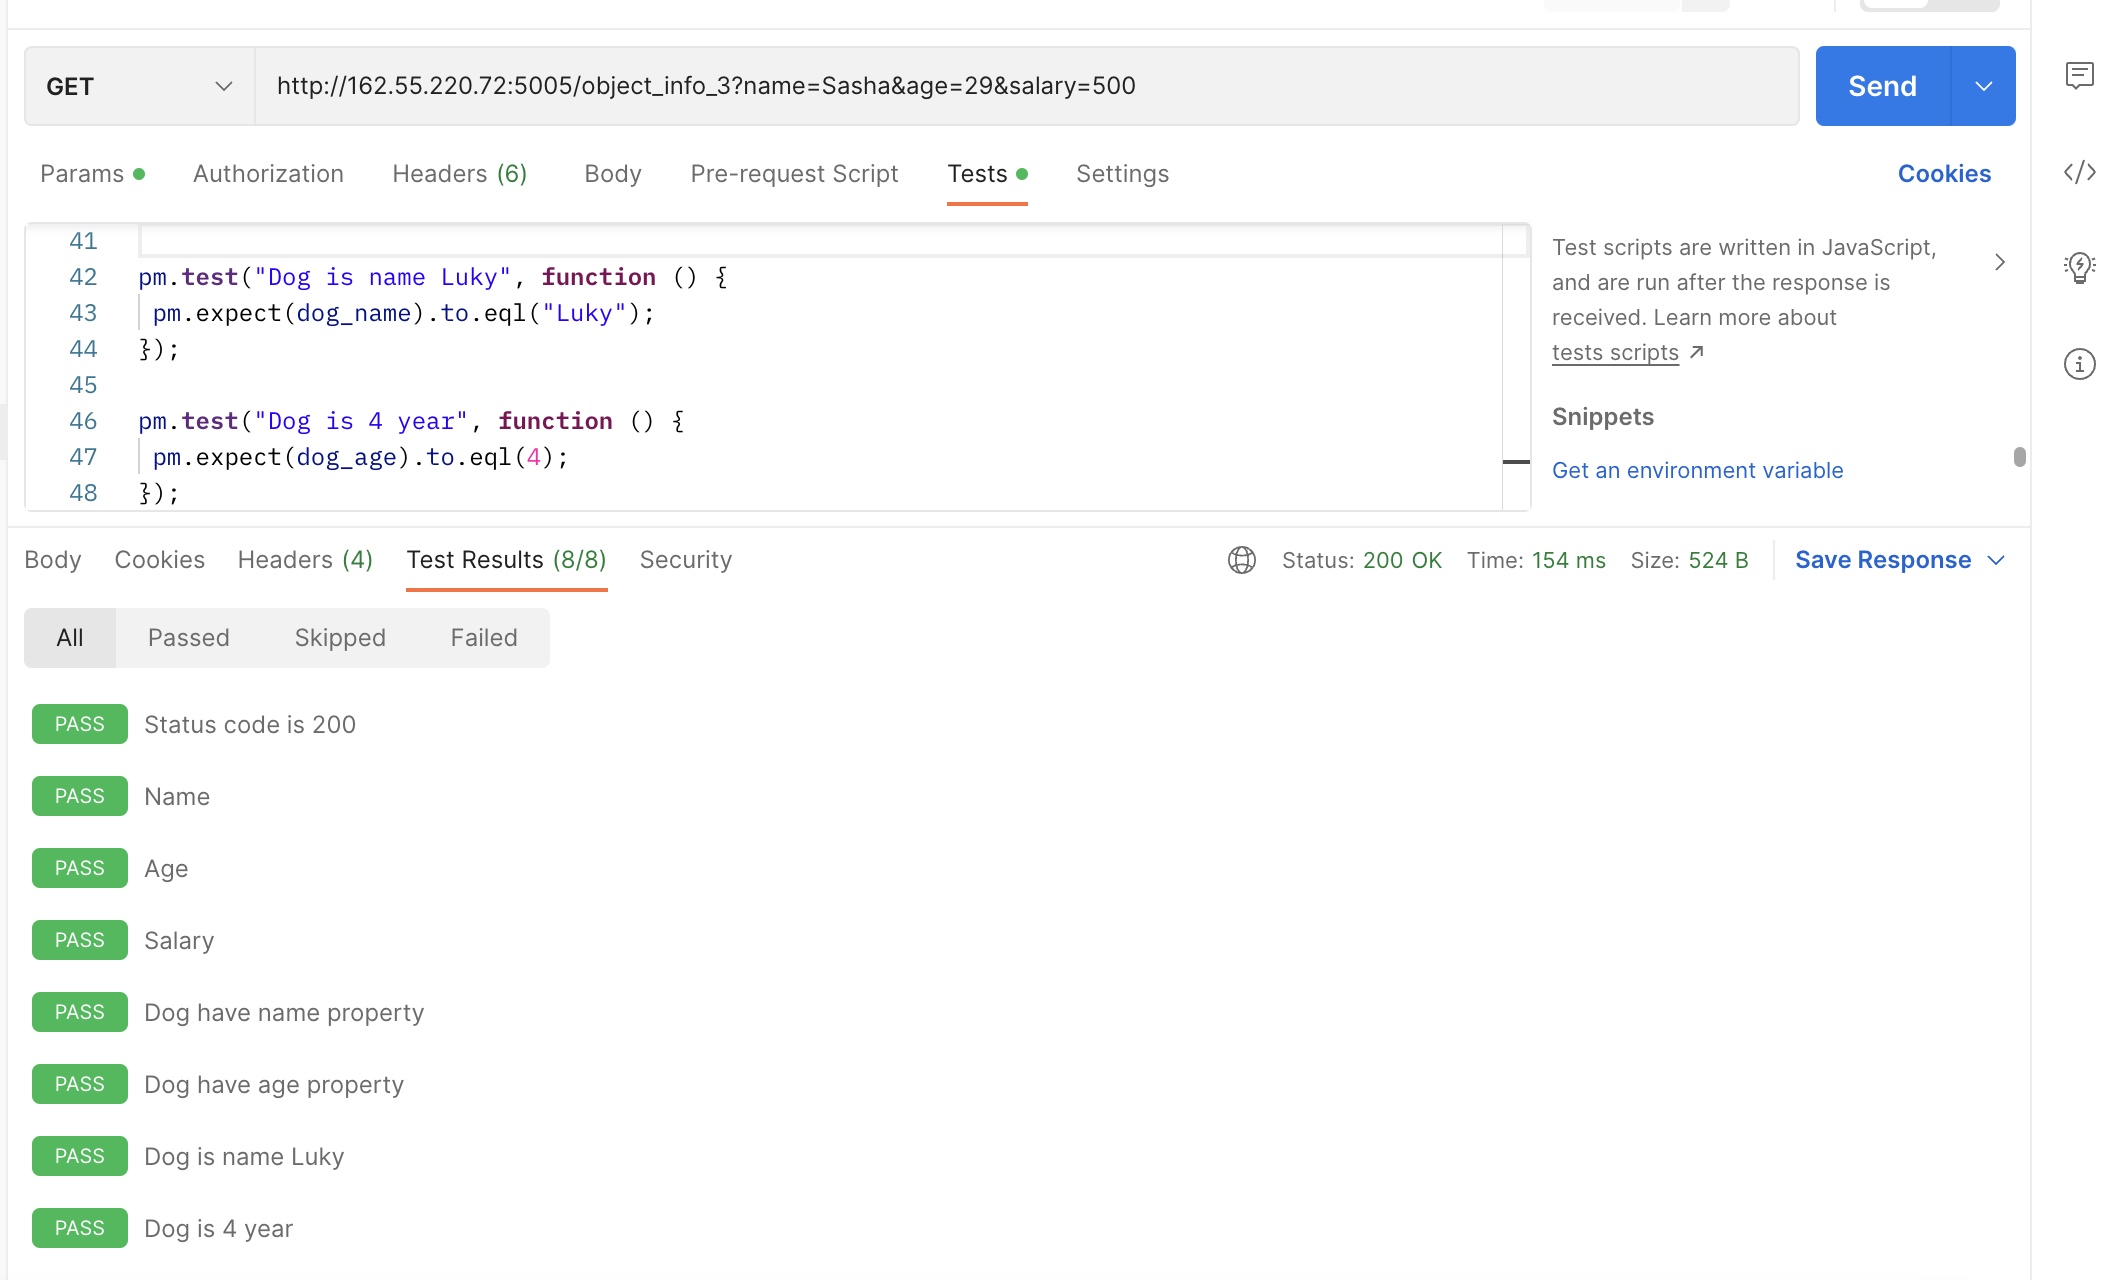 GET
http://162.55.220.72:5005/object_info_3?name=Sasha&age=29&salary=500
Send
Params
Authorization
Headers (6)
Body
Pre-request Script
Tests
Settings
Cookies
41
42 pm.test("Dog is name Luky", function () {
43 pm.expect(dog_name).to.eql("Luky");
44 });
45
46 pm.test("Dog is 4 year", function () {
47 pm.expect(dog_age).to.eql(4);
48 });
Test scripts are written in JavaScript,
and are run after the response is
received. Learn more about
tests scripts ↗
Snippets
Get an environment variable
Body
Cookies
Headers (4)
Test Results (8/8)
Security
Status: 200 OK
Time: 154 ms
Size: 524 B
Save Response
All
Passed
Skipped
Failed
PASS Status code is 200
PASS Name
PASS Age
PASS Salary
PASS Dog have name property
PASS Dog have age property
PASS Dog is name Luky
PASS Dog is 4 year